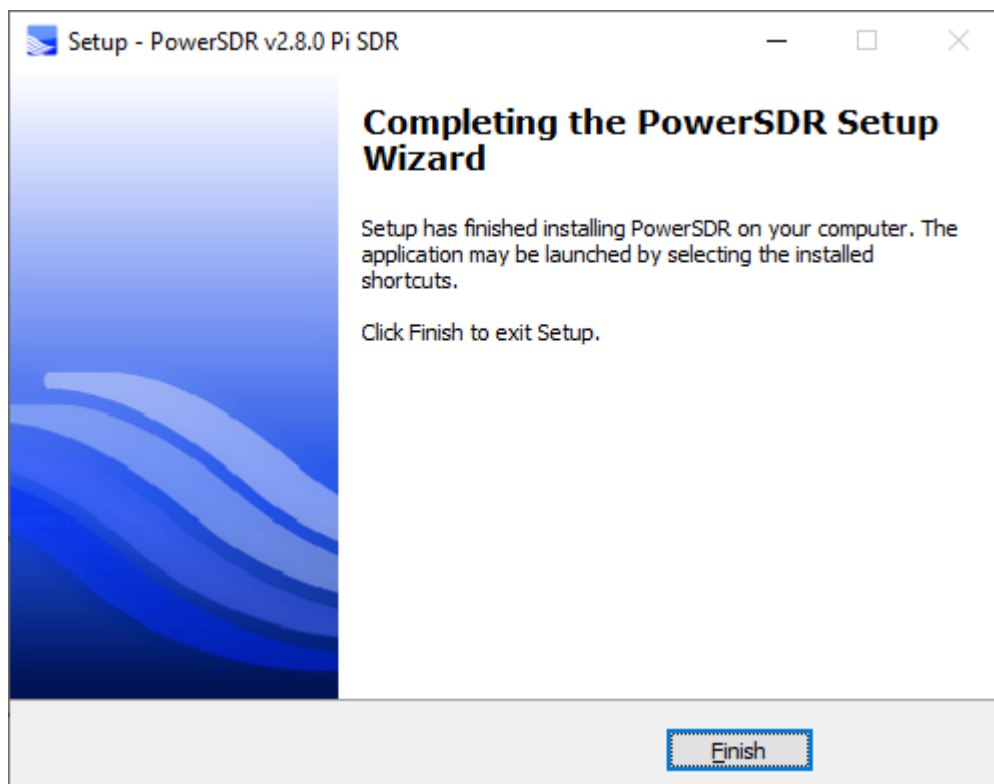 Setup - PowerSDR v2.8.0 Pi SDR
Completing the PowerSDR Setup
Wizard
Setup has finished installing PowerSDR on your computer. The
application may be launched by selecting the installed
shortcuts.
Click Finish to exit Setup.
Finish